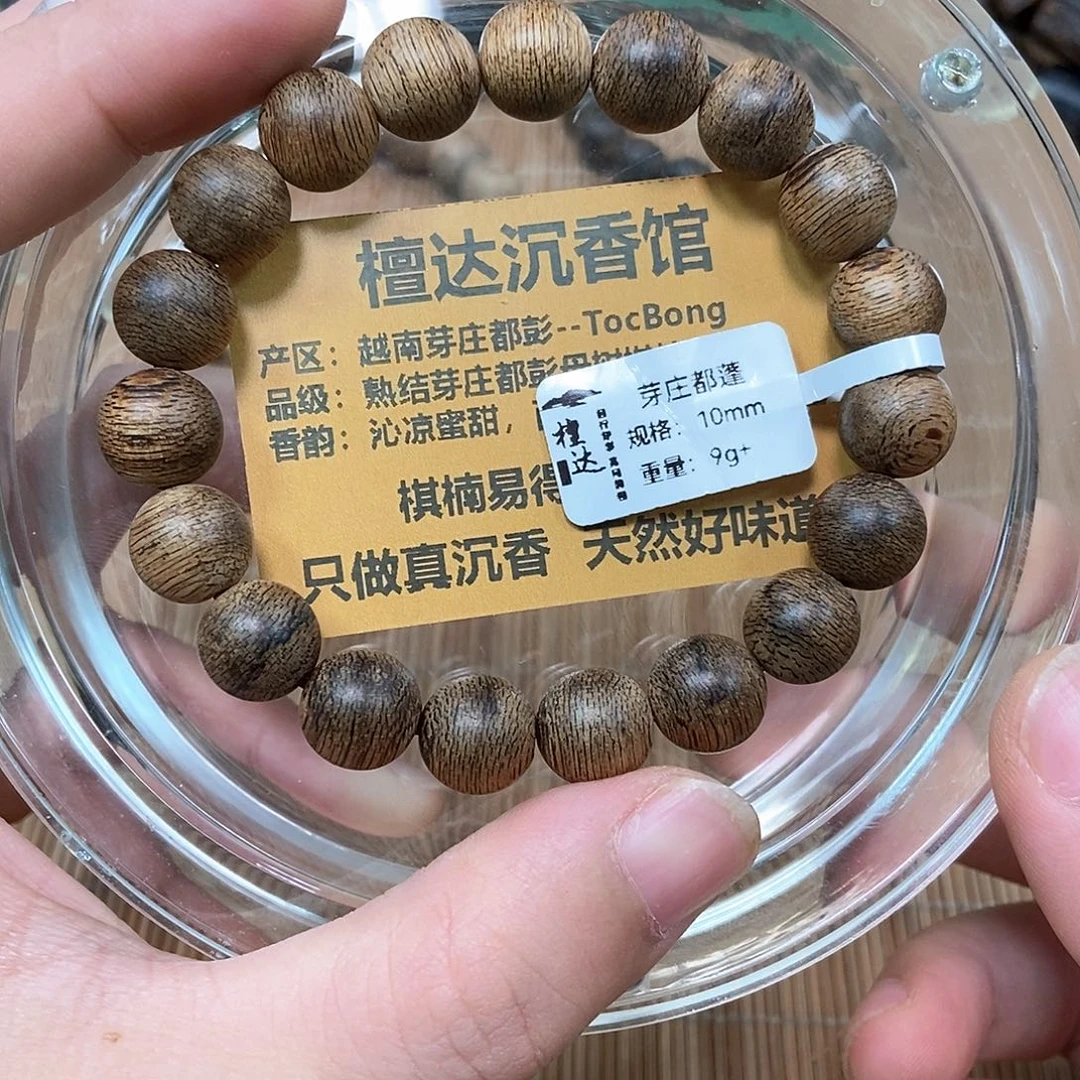 檀达沉香馆
产区：越南芽庄都彭--TocBong
品级：熟结芽庄都彭
香韵：沁凉蜜甜，
棋楠易得
只做真沉香 天然好味道
芽庄都蓬
规格：10mm
重量：9g+
檀达